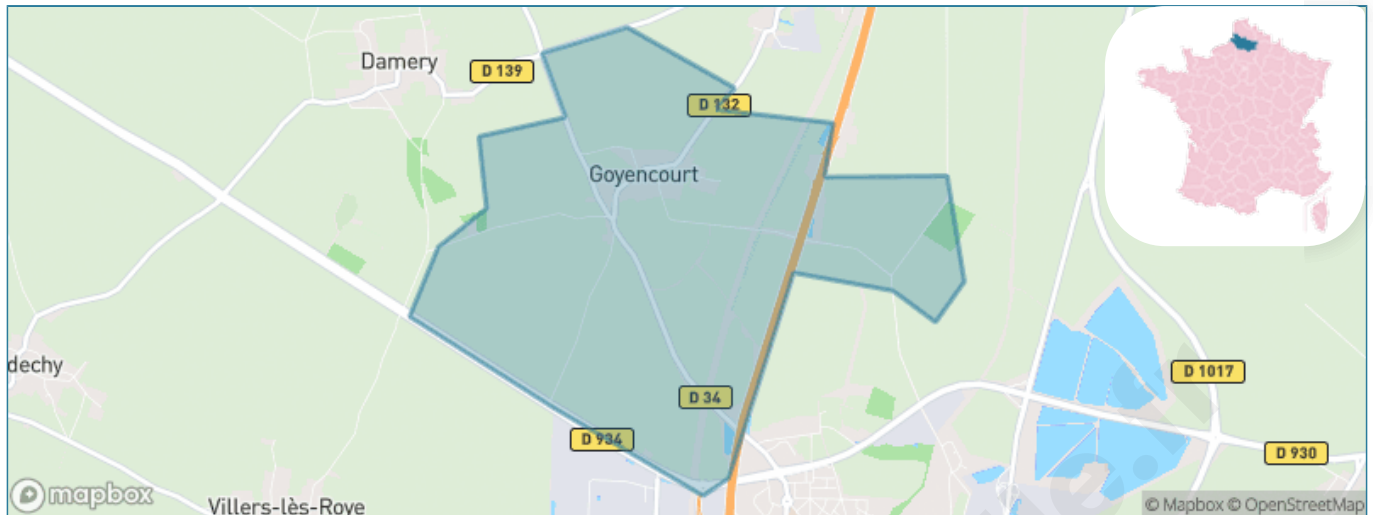 Damery
D 139
D 132
Goyencourt
dechy
D 1017
D 34
D 934
D 930
mapbox
Villers-lès-Roye
© Mapbox © OpenStreetMap